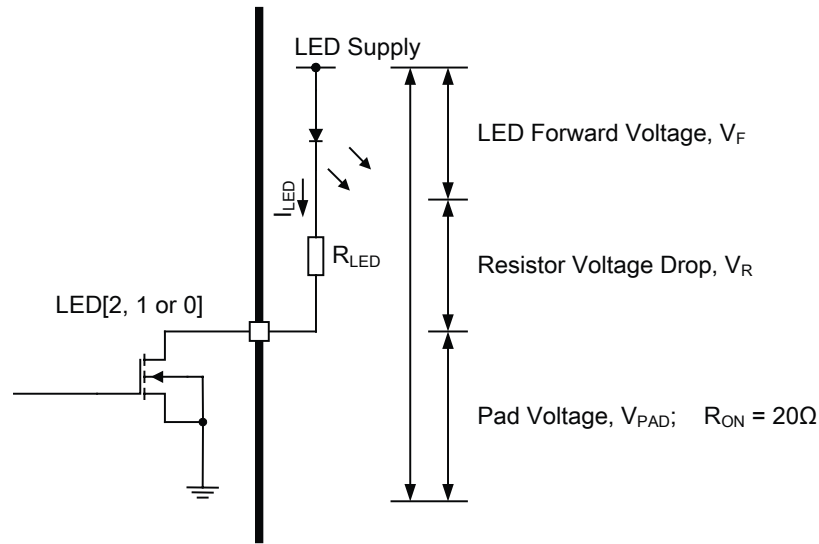 LED Supply
LED Forward Voltage, VF
ILED
RLED
Resistor Voltage Drop, VR
LED[2, 1 or 0]
Pad Voltage, VPAD; RON = 20Ω